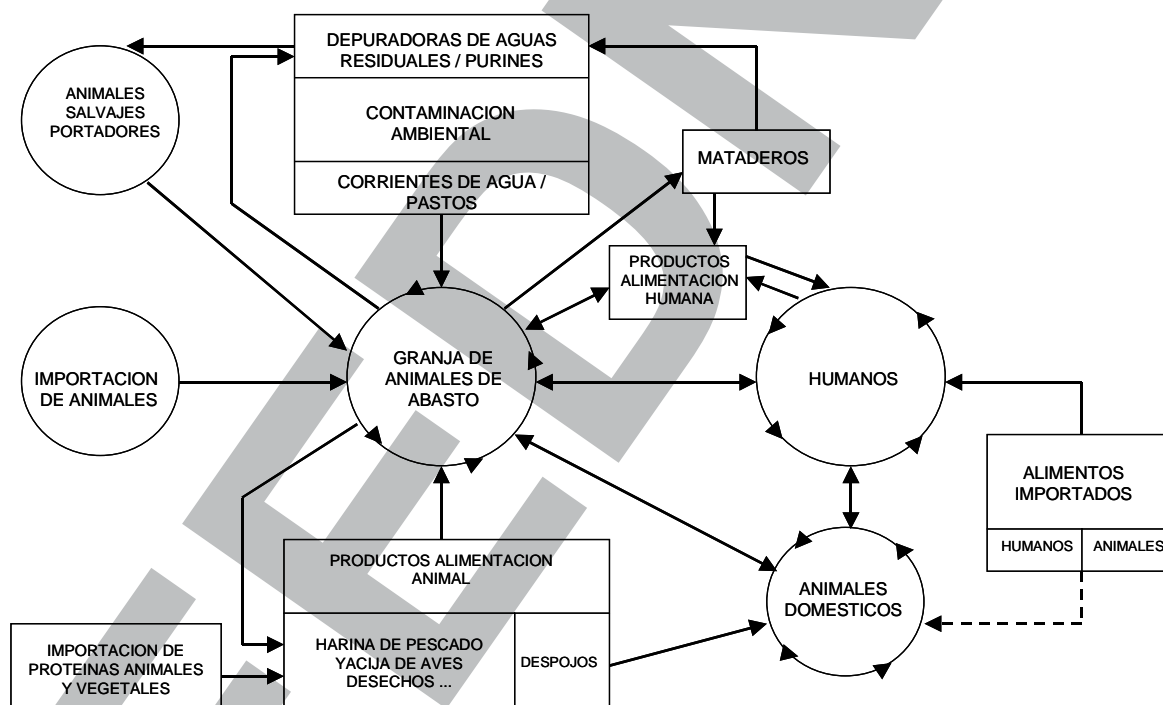 DEPURADORAS DE AGUAS
RESIDUALES / PURINES
CONTAMINACION
AMBIENTAL
CORRIENTES DE AGUA /
PASTOS
ANIMALES
SALVAJES
PORTADORES
MATADEROS
PRODUCTOS
ALIMENTACION
HUMANA
IMPORTACION
DE ANIMALES
GRANJA DE
ANIMALES DE
ABASTO
HUMANOS
ALIMENTOS
IMPORTADOS
HUMANOS
ANIMALES
PRODUCTOS ALIMENTACION
ANIMAL
ANIMALES
DOMESTICOS
IMPORTACION DE
PROTEINAS ANIMALES
Y VEGETALES
HARINA DE PESCADO
YACIJA DE AVES
DESECHOS ...
DESPOJOS